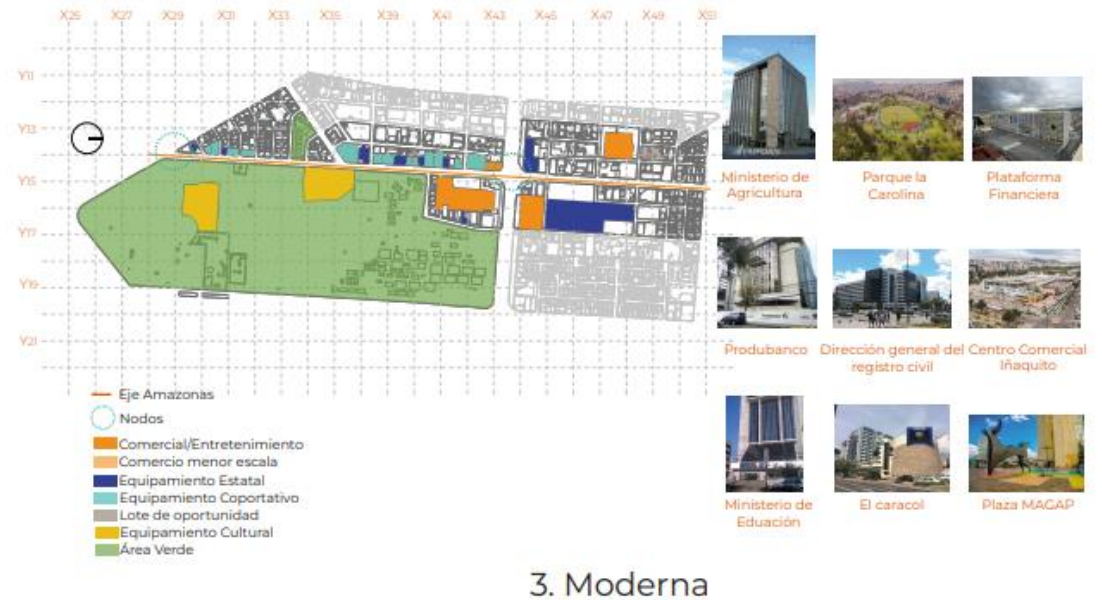 X25 X27 X29 X31 X33 X35 X39 X41 X43 X45 X47 X49 X51
Y11
Y13
Y15
Y17
Y19
Y21
Eje Amazonas
Nodos
Comercial/Entretenimiento
Comercio menor escala
Equipamiento Estatal
Equipamiento Coportativo
Lote de oportunidad
Equipamiento Cultural
Área Verde
Ministerio de
Agricultura
Parque la
Carolina
Plataforma
Financiera
Produbanco
Dirección general del
registro civil
Centro Comercial
Iñaquito
Ministerio de
Eduación
El caracol
Plaza MAGAP
3. Moderna